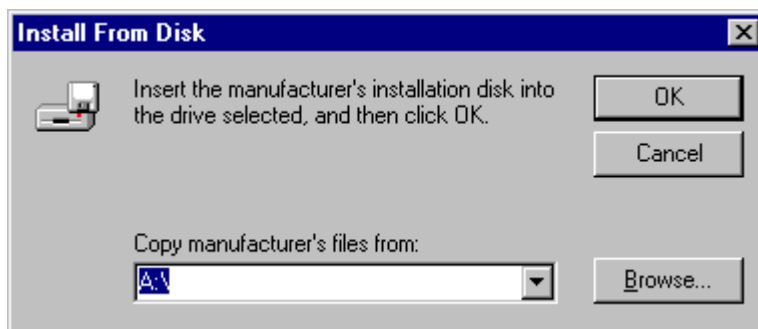 Install From Disk
Insert the manufacturer's installation disk into
the drive selected, and then click OK.
OK
Cancel
Copy manufacturer's files from:
A:\
Browse...